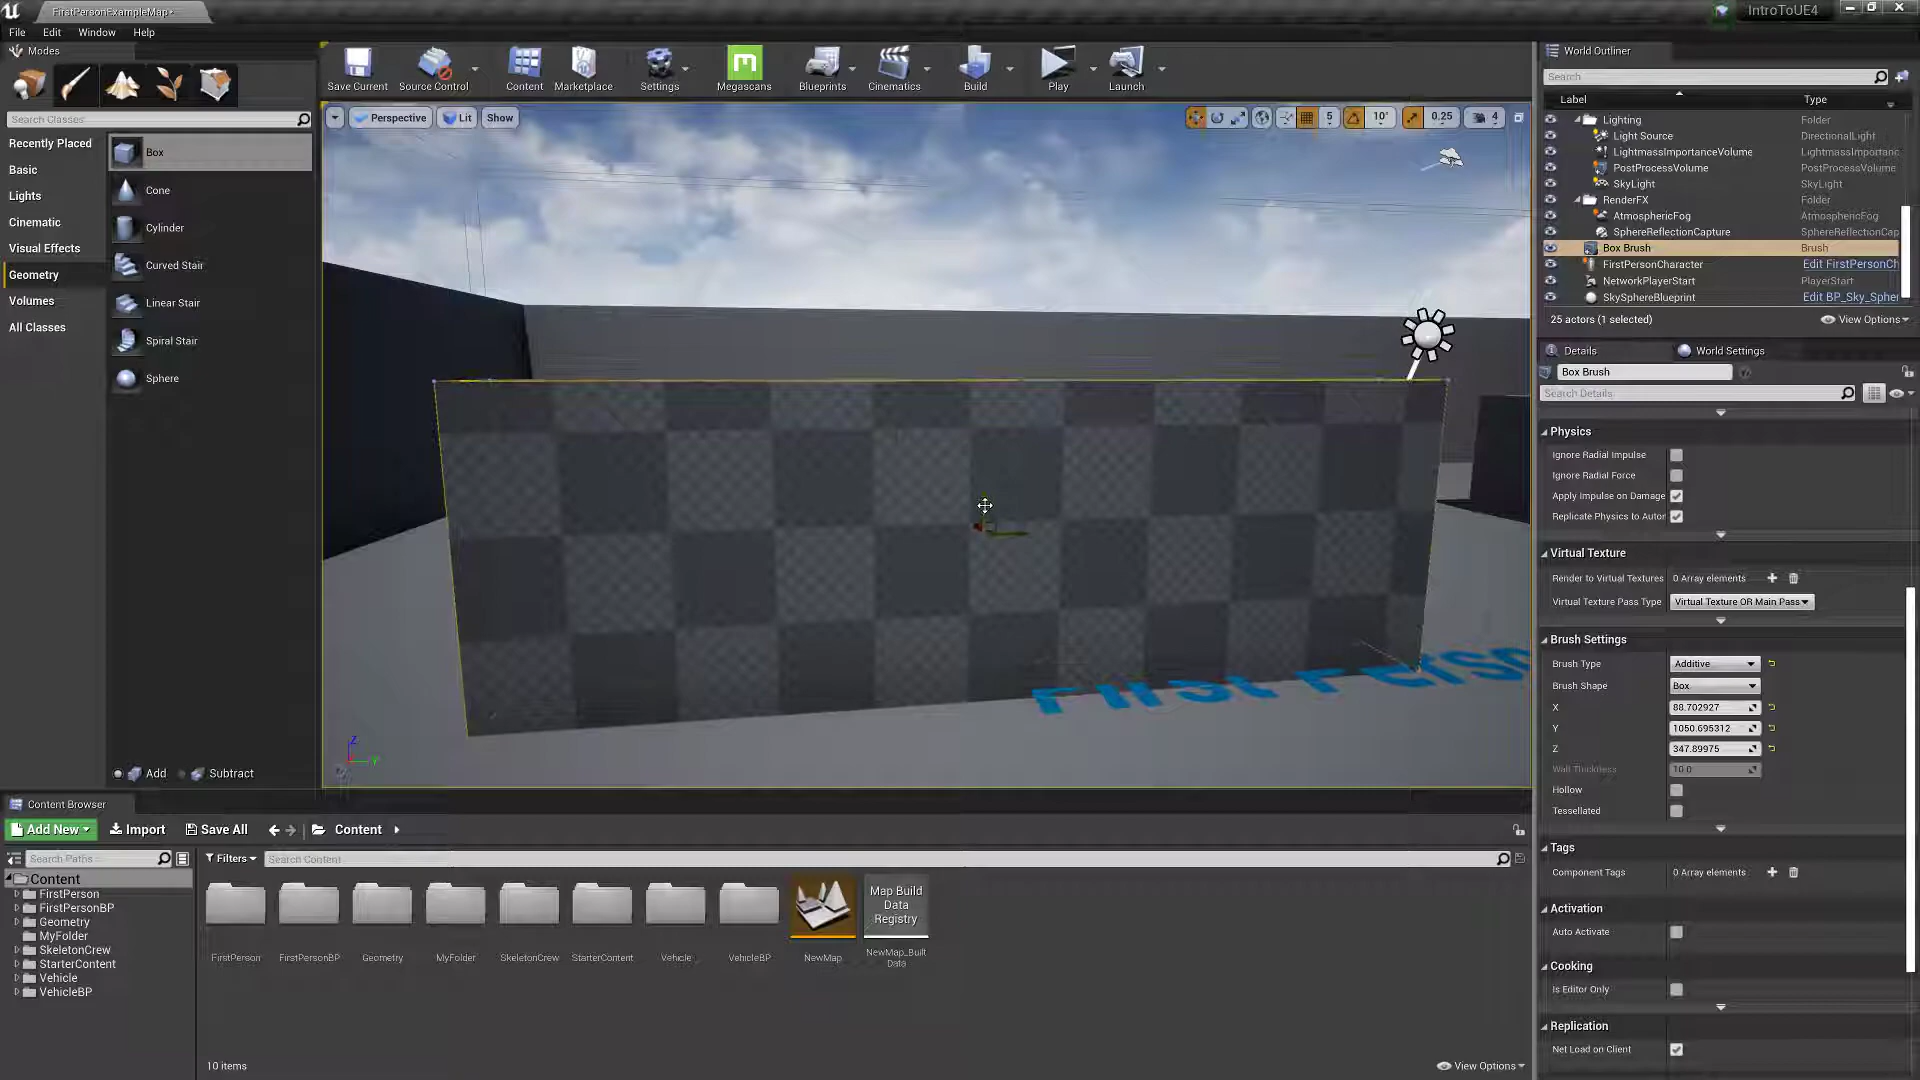 FirstPersonExampleMap•
IntroToUE4
File Edit Window Help
Modes
Save Current Source Control Content Marketplace Settings Megascans Blueprints Cinematics Build Play Launch
Search Classes
Recently Placed
Basic
Lights
Cinematic
Visual Effects
Geometry
Volumes
All Classes
Box
Cone
Cylinder
Curved Stair
Linear Stair
Spiral Stair
Sphere
Add Subtract
Perspective Lit Show
5 10° 0.25 4
First Perso
Z
Y
World Outliner
Search
Label Type
Lighting Folder
Light Source DirectionalLight
LightmassImportanceVolume LightmassImportanc
PostProcessVolume PostProcessVolume
SkyLight SkyLight
RenderFX Folder
AtmosphericFog AtmosphericFog
SphereReflectionCapture SphereReflectionCap
Box Brush Brush
FirstPersonCharacter Edit FirstPersonCh
NetworkPlayerStart PlayerStart
SkySphereBlueprint Edit BP_Sky_Spher
25 actors (1 selected) View Options
Details World Settings
Box Brush
Search Details
Physics
Ignore Radial Impulse
Ignore Radial Force
Apply Impulse on Damage
Replicate Physics to Autor
Virtual Texture
Render to Virtual Textures 0 Array elements
Virtual Texture Pass Type Virtual Texture OR Main Pass
Brush Settings
Brush Type Additive
Brush Shape Box
X 88.702927
Y 1050.695312
Z 347.89975
Wall Thickness 10.0
Hollow
Tessellated
Tags
Component Tags 0 Array elements
Activation
Auto Activate
Cooking
Is Editor Only
Replication
Net Load on Client
Content Browser
Add New Import Save All Content
Search Paths
Filters Search Content
Content
FirstPerson
FirstPersonBP
Geometry
MyFolder
SkeletonCrew
StarterContent
Vehicle
VehicleBP
Map Build
Data
Registry
FirstPerson FirstPersonBP Geometry MyFolder SkeletonCrew StarterContent Vehicle VehicleBP NewMap NewMap_Built
Data
10 items View Options